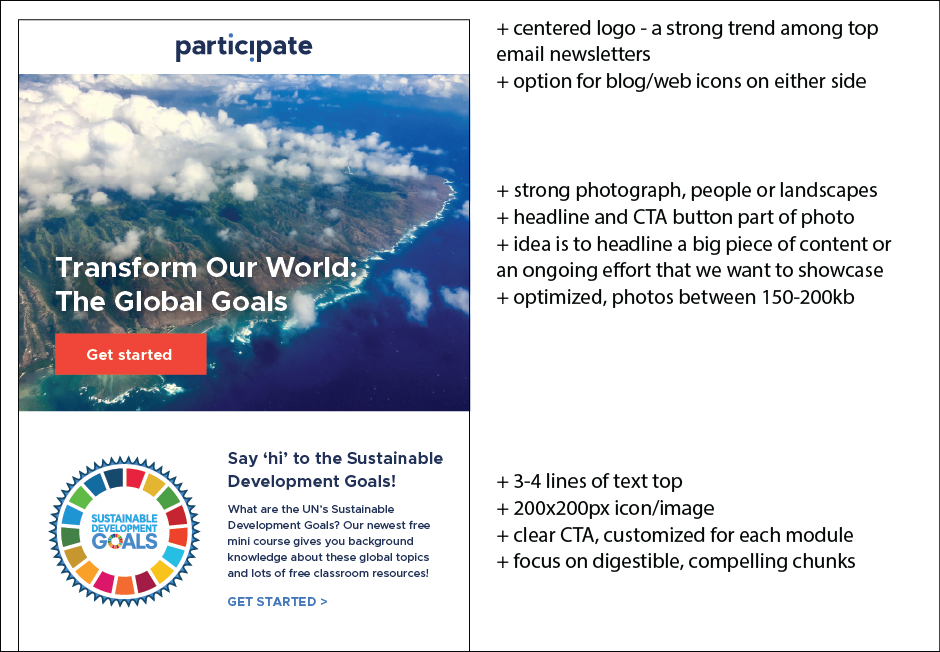 participate
+ centered logo - a strong trend among top
email newsletters
+ option for blog/web icons on either side
+ strong photograph, people or landscapes
+ headline and CTA button part of photo
+ idea is to headline a big piece of content or
an ongoing effort that we want to showcase
+ optimized, photos between 150-200kb
Transform Our World:
The Global Goals
Get started
SUSTAINABLE
DEVELOPMENT
GOALS
Say ‘hi’ to the Sustainable
Development Goals!
What are the UN's Sustainable
Development Goals? Our newest free
mini course gives you background
knowledge about these global topics
and lots of free classroom resources!
GET STARTED >
+ 3-4 lines of text top
+ 200x200px icon/image
+ clear CTA, customized for each module
+ focus on digestible, compelling chunks